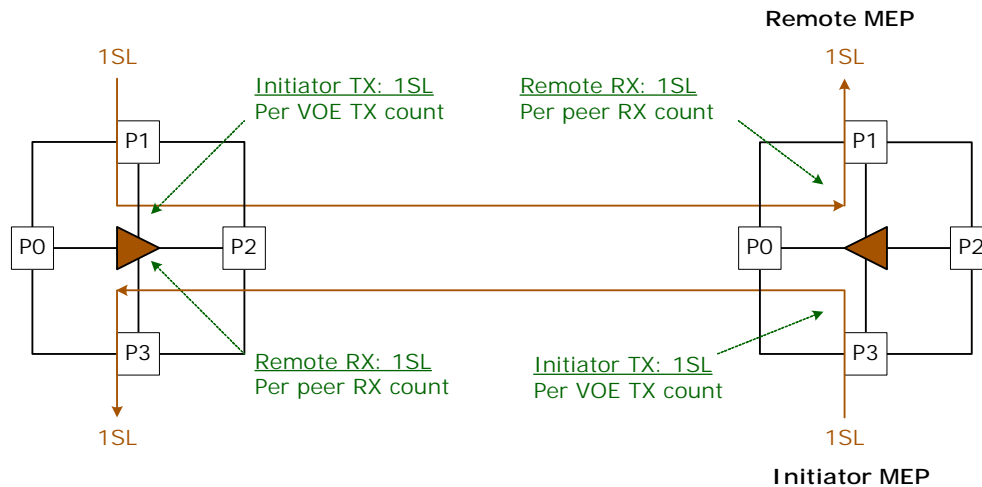 Remote MEP
1SL
1SL
Initiator TX: 1SL
Per VOE TX count
Remote RX: 1SL
Per peer RX count
P1
P1
P0
P2
P0
P2
P3
P3
Remote RX: 1SL
Per peer RX count
Initiator TX: 1SL
Per VOE TX count
1SL
1SL
Initiator MEP